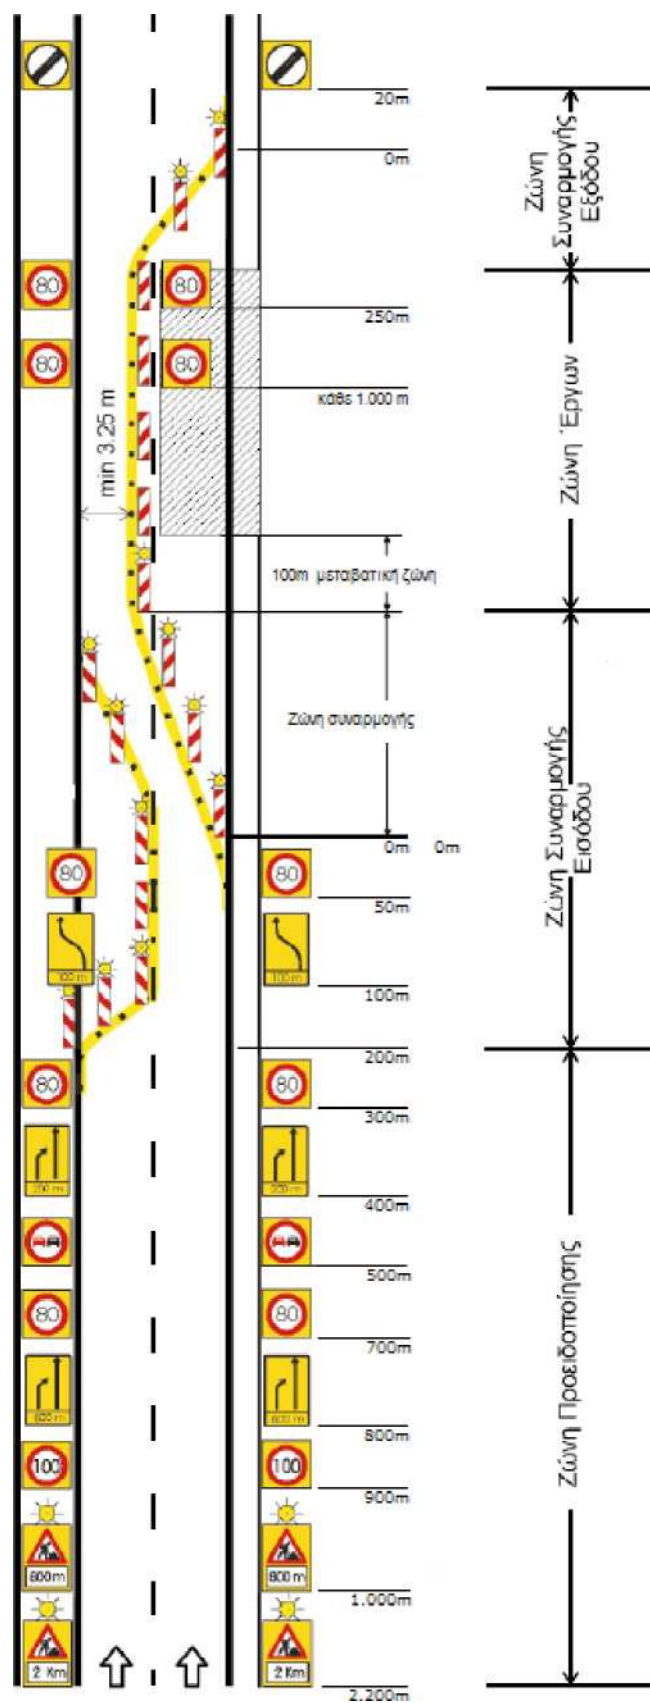 20m
0m
Ζώνη
Συναρμογής
Εξόδου
80
80
250m
80
80
κάθε 1.000 m
min 3.25 m
Ζώνη Έργων
100m μεταβατική ζώνη
Ζώνη συναρμογής
Ζώνη Συναρμογής
Εισόδου
0m 0m
80
80
50m
100 m
100 m
100m
200m
80
80
300m
200 m
200 m
400m
500m
80
80
700m
Ζώνη Προειδοποίησης
600 m
600 m
800m
100
100
900m
800 m
800 m
1.000m
2 Km
2 Km
2.200m